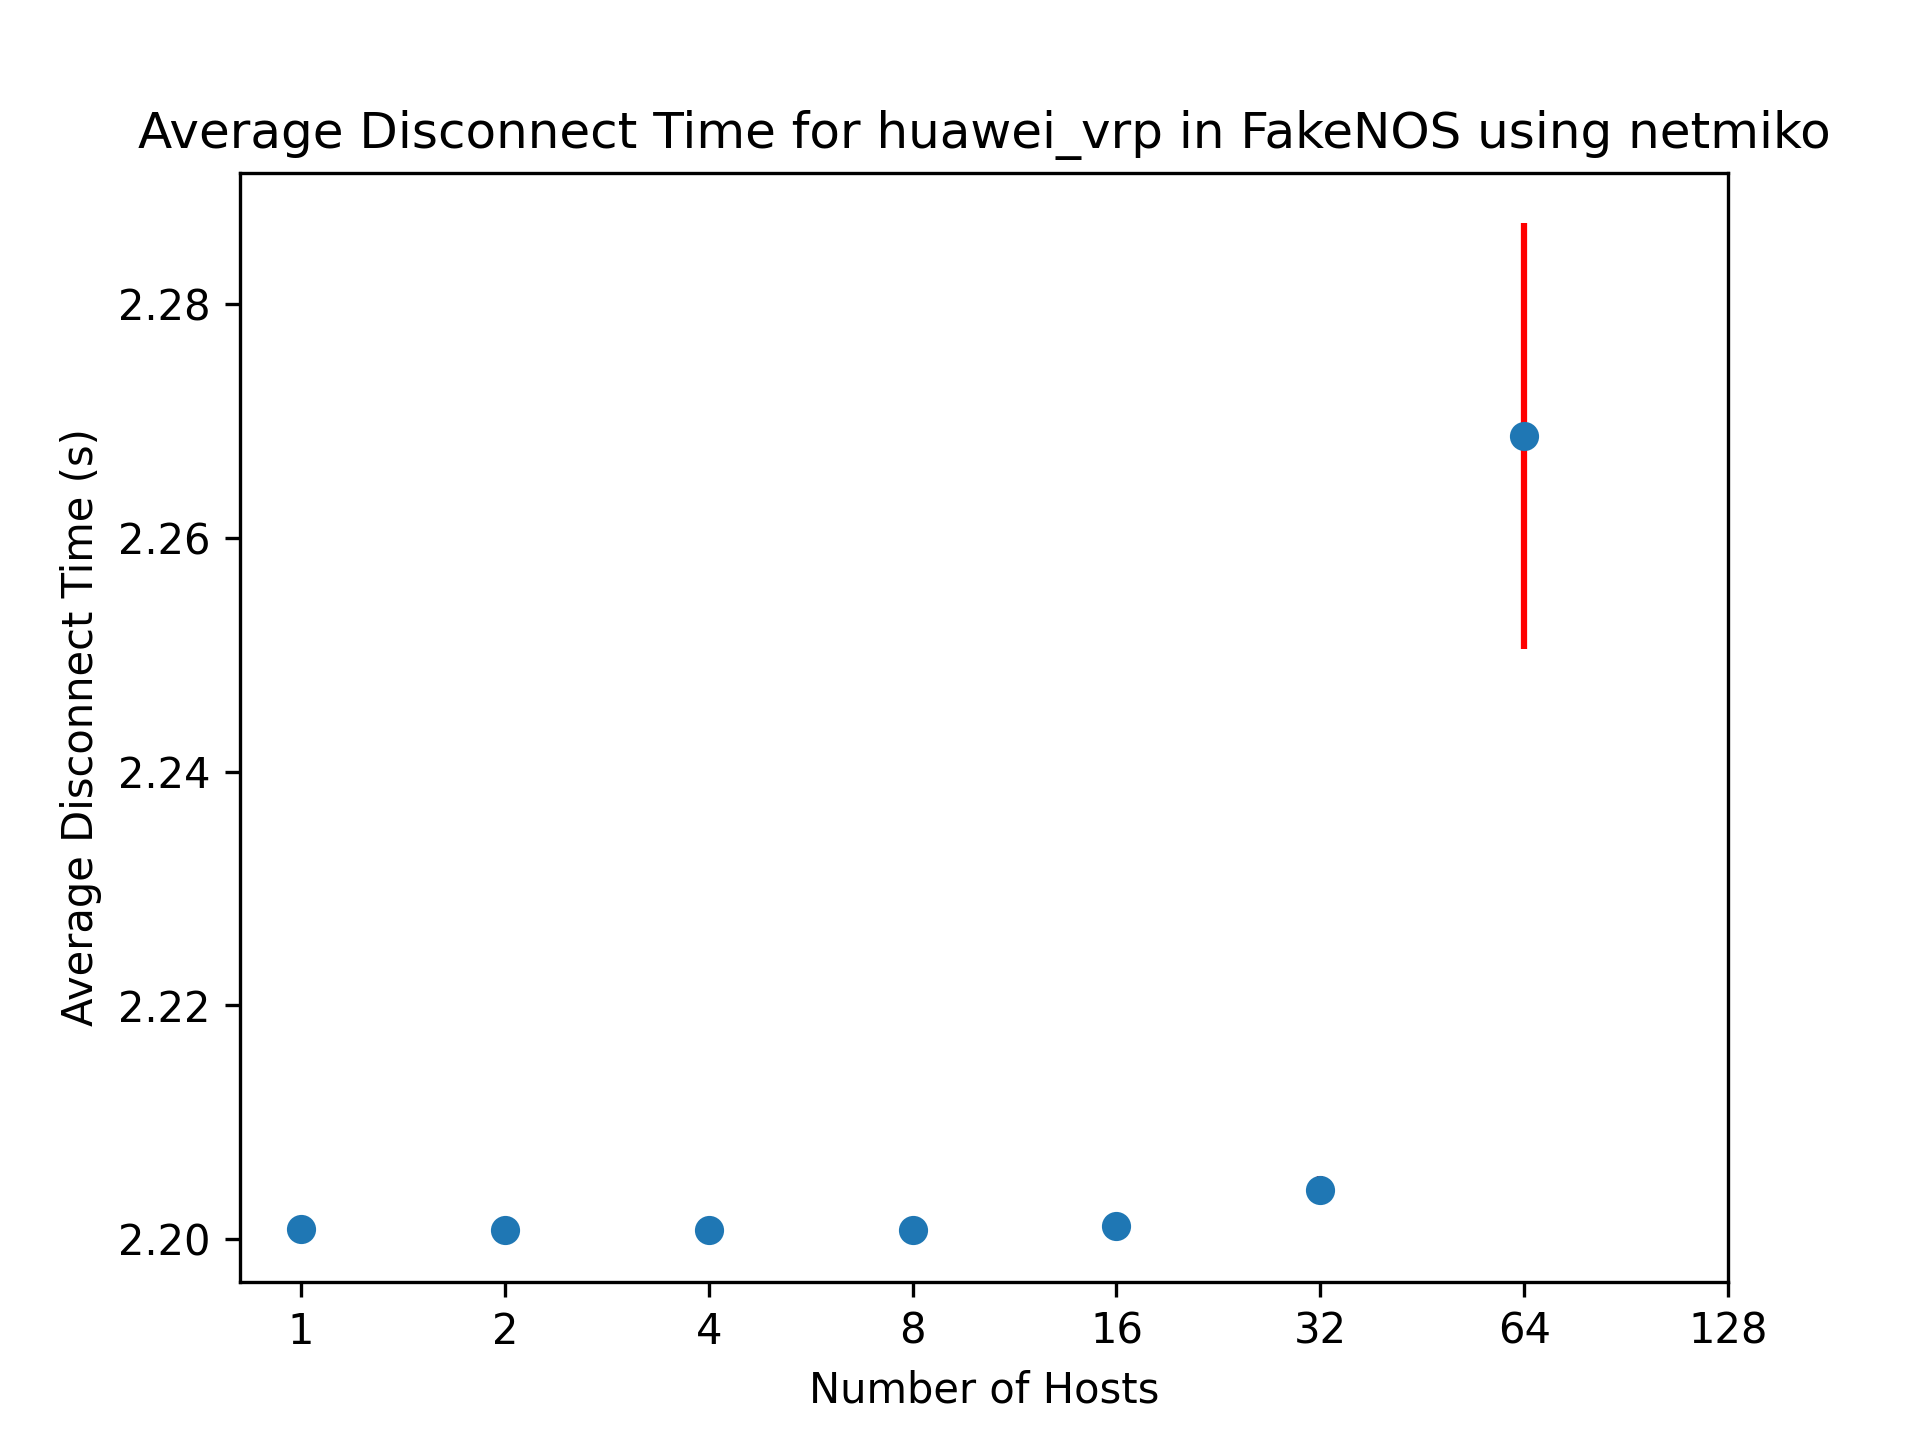 Average Disconnect Time for huawei_vrp in FakeNOS using netmiko
Average Disconnect Time (s)
2.28
2.26
2.24
2.22
2.20
1 2 4 8 16 32 64 128
Number of Hosts